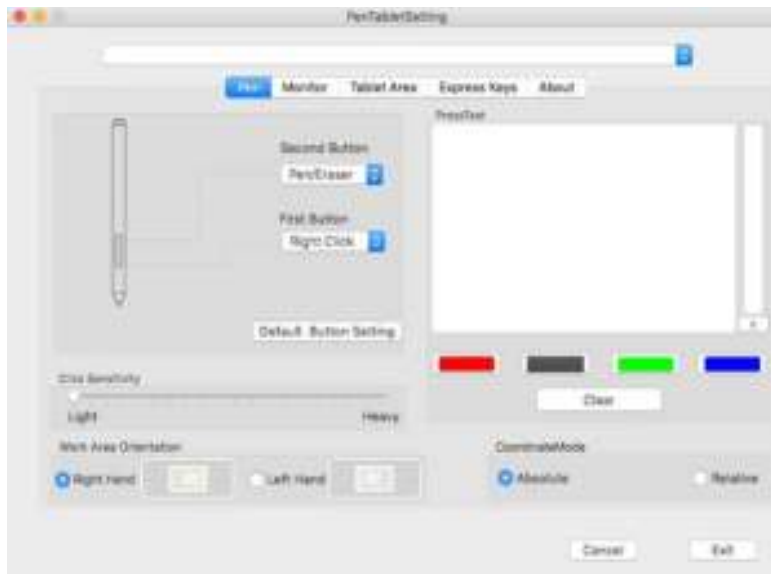 PenTabletSetting
Pen Monitor Tablet Area Express Keys About
PressTest
Second Button
Pen/Eraser
First Button
Right Click
Default Button Setting
Click Sensitivity
Light Heavy
Clear
Work Area Orientation
Right Hand Left Hand
CoordinateMode
Absolute Relative
Cancel Exit